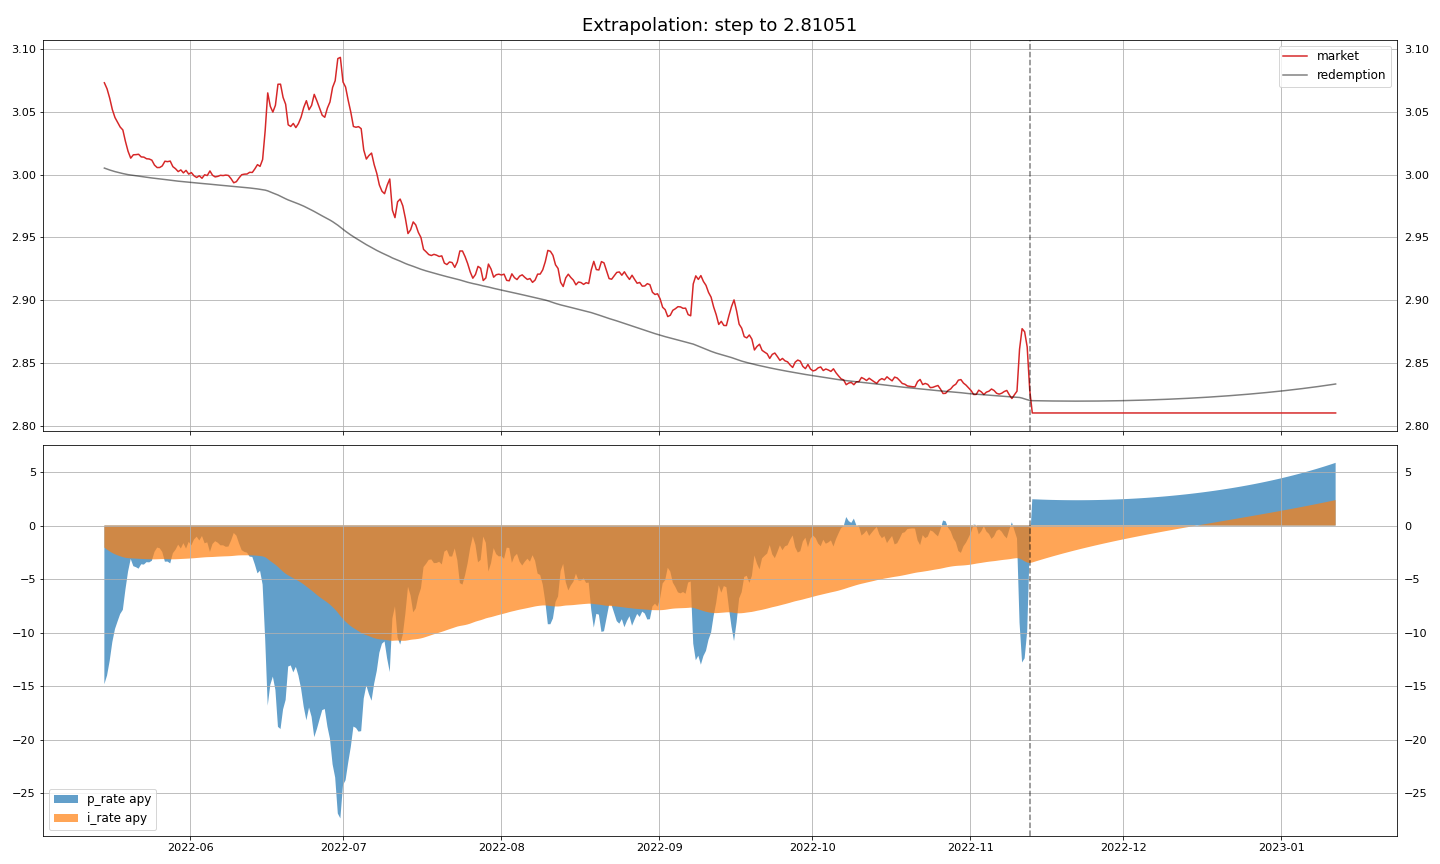 Extrapolation: step to 2.81051
3.10 3.10
market
redemption
3.05 3.05
3.00 3.00
2.95 2.95
2.90 2.90
2.85 2.85
2.80 2.80
5 5
0 0
−5 −5
−10 −10
−15 −15
−20 −20
−25 −25
p_rate apy
i_rate apy
2022-06 2022-07 2022-08 2022-09 2022-10 2022-11 2022-12 2023-01